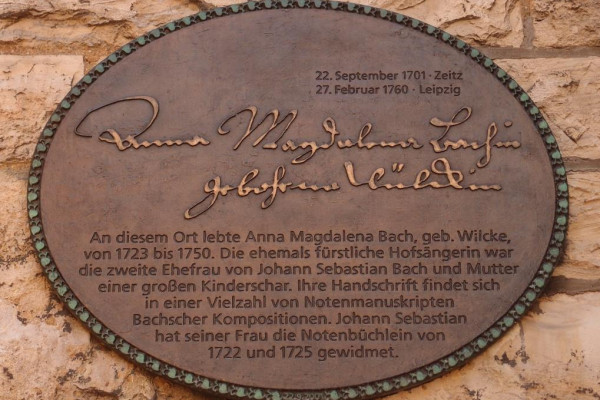 22. September 1701 · Zeitz
27. Februar 1760 · Leipzig
Anna Magdalena Bachin
gebohrne Wülckin
An diesem Ort lebte Anna Magdalena Bach, geb. Wilcke,
von 1723 bis 1750. Die ehemals fürstliche Hofsängerin war
die zweite Ehefrau von Johann Sebastian Bach und Mutter
einer großen Kinderschar. Ihre Handschrift findet sich
in einer Vielzahl von Notenmanuskripten
Bachscher Kompositionen. Johann Sebastian
hat seiner Frau die Notenbüchlein von
1722 und 1725 gewidmet.